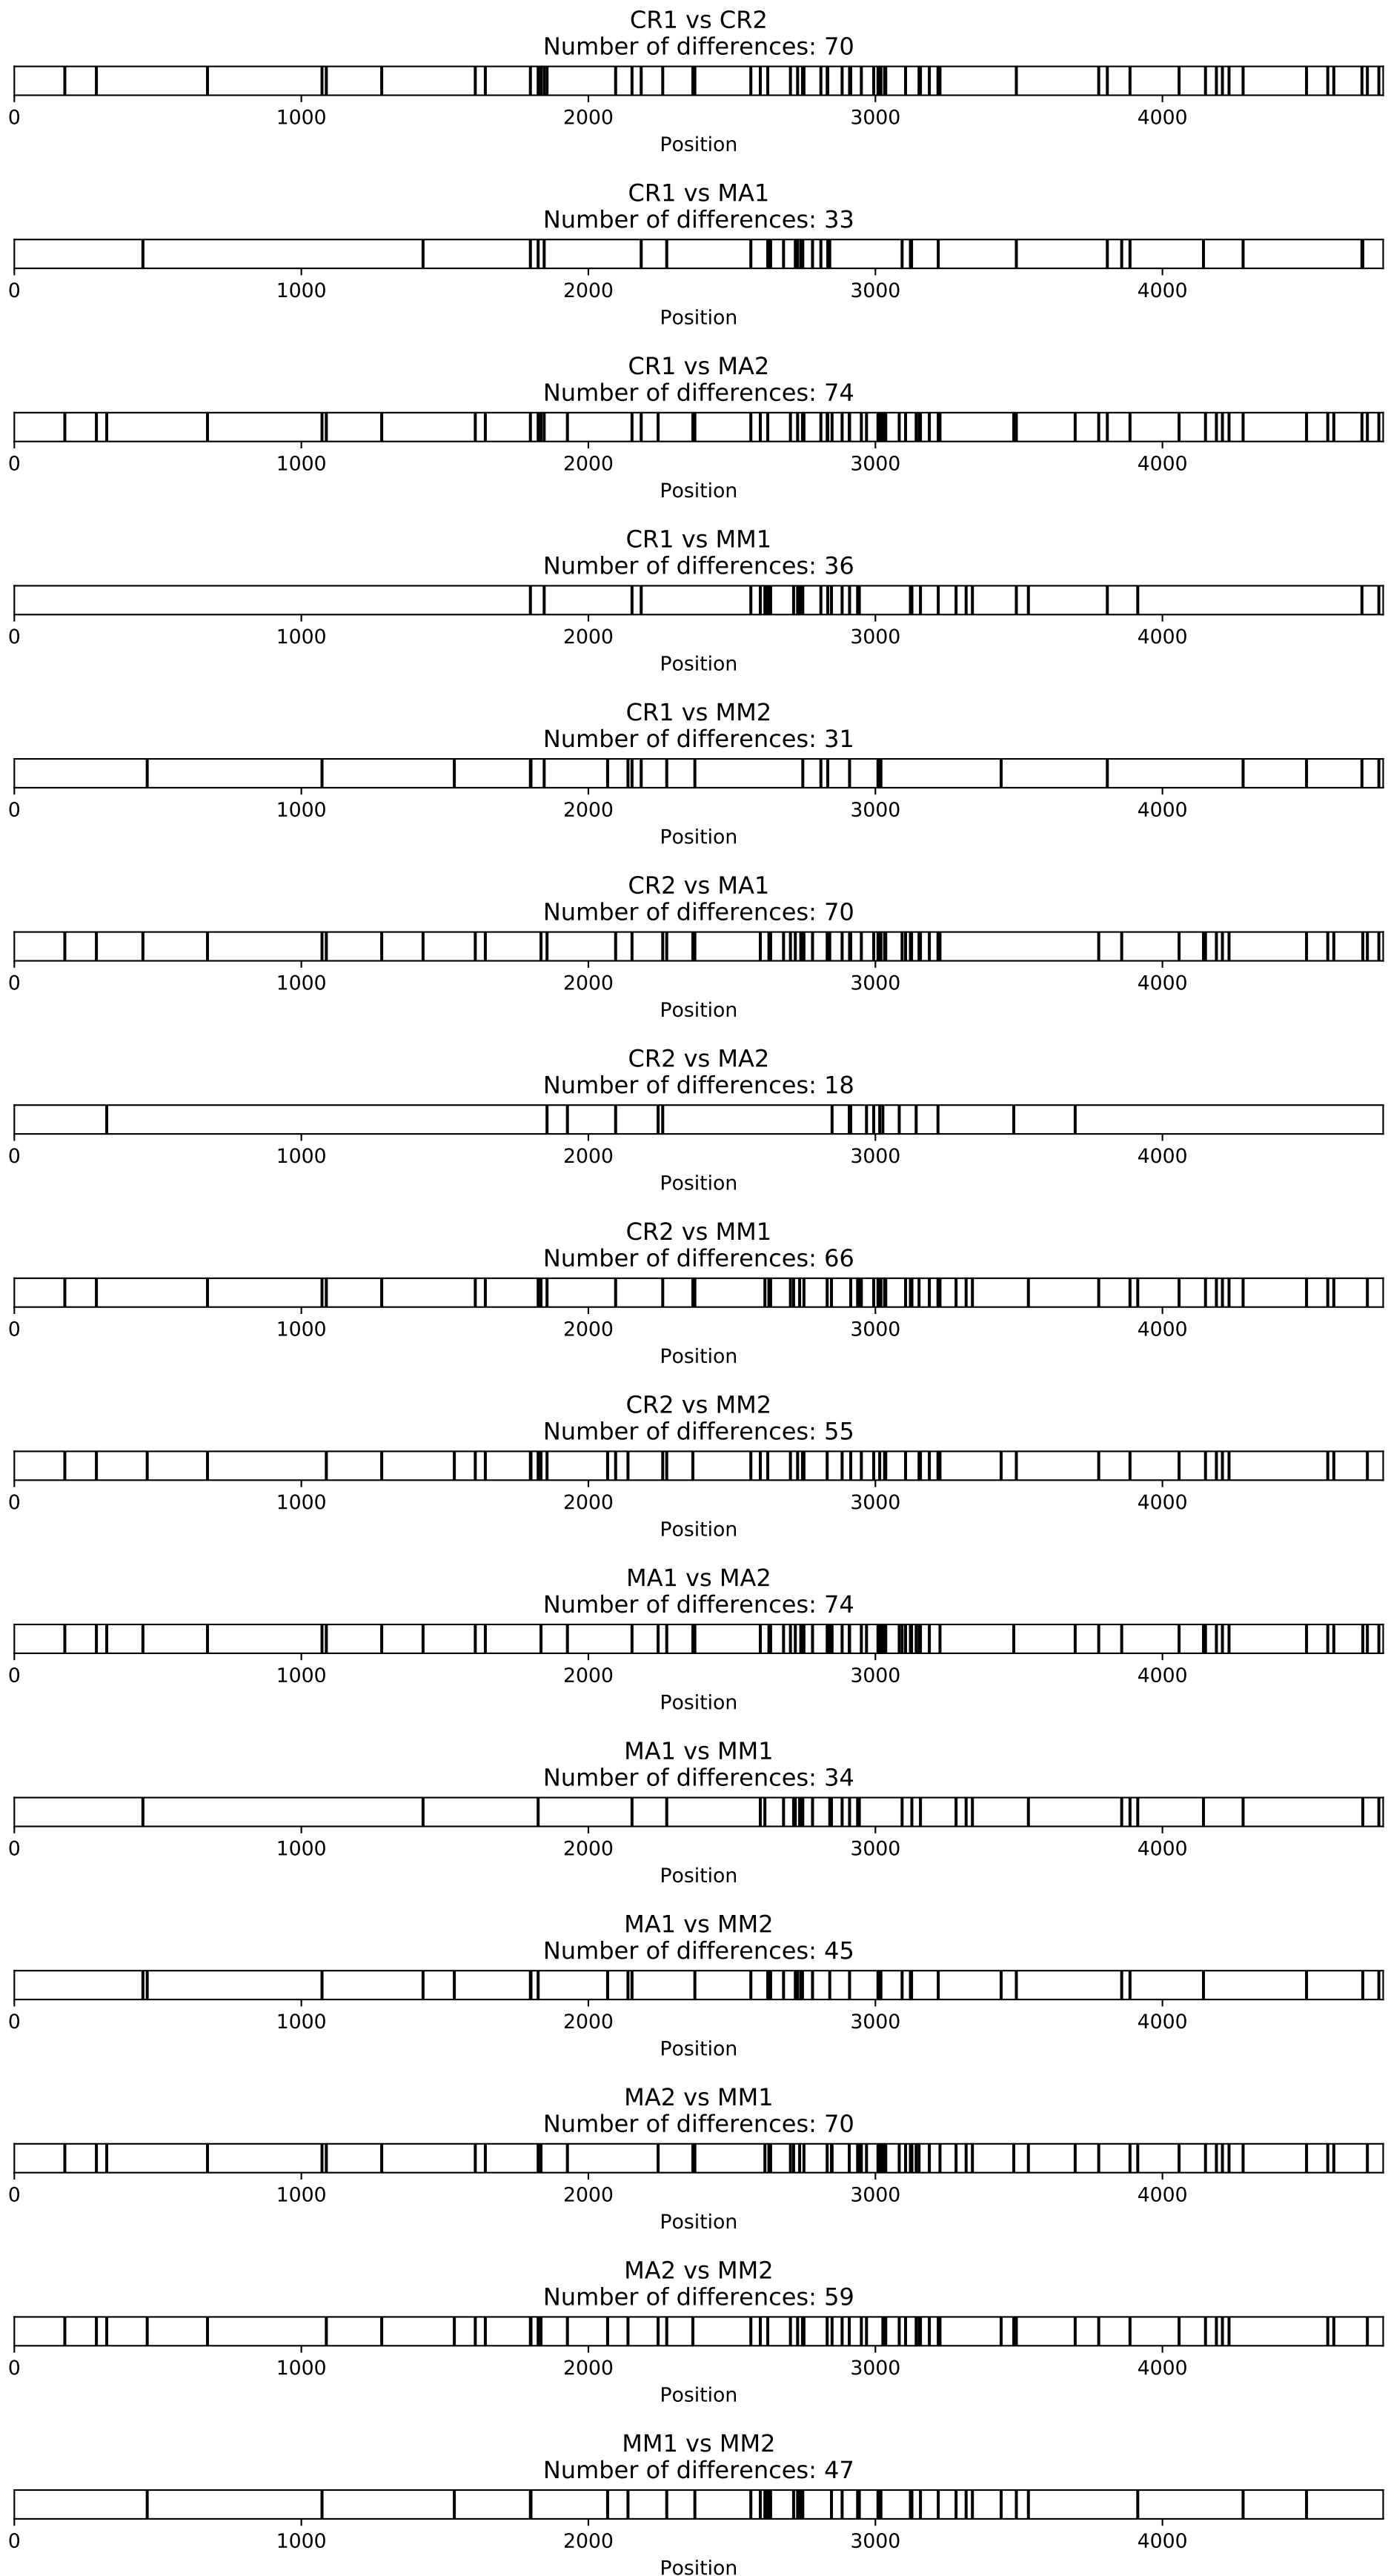 CR1 vs CR2
Number of differences: 70
0 1000 2000 3000 4000
Position
CR1 vs MA1
Number of differences: 33
0 1000 2000 3000 4000
Position
CR1 vs MA2
Number of differences: 74
0 1000 2000 3000 4000
Position
CR1 vs MM1
Number of differences: 36
0 1000 2000 3000 4000
Position
CR1 vs MM2
Number of differences: 31
0 1000 2000 3000 4000
Position
CR2 vs MA1
Number of differences: 70
0 1000 2000 3000 4000
Position
CR2 vs MA2
Number of differences: 18
0 1000 2000 3000 4000
Position
CR2 vs MM1
Number of differences: 66
0 1000 2000 3000 4000
Position
CR2 vs MM2
Number of differences: 55
0 1000 2000 3000 4000
Position
MA1 vs MA2
Number of differences: 74
0 1000 2000 3000 4000
Position
MA1 vs MM1
Number of differences: 34
0 1000 2000 3000 4000
Position
MA1 vs MM2
Number of differences: 45
0 1000 2000 3000 4000
Position
MA2 vs MM1
Number of differences: 70
0 1000 2000 3000 4000
Position
MA2 vs MM2
Number of differences: 59
0 1000 2000 3000 4000
Position
MM1 vs MM2
Number of differences: 47
0 1000 2000 3000 4000
Position